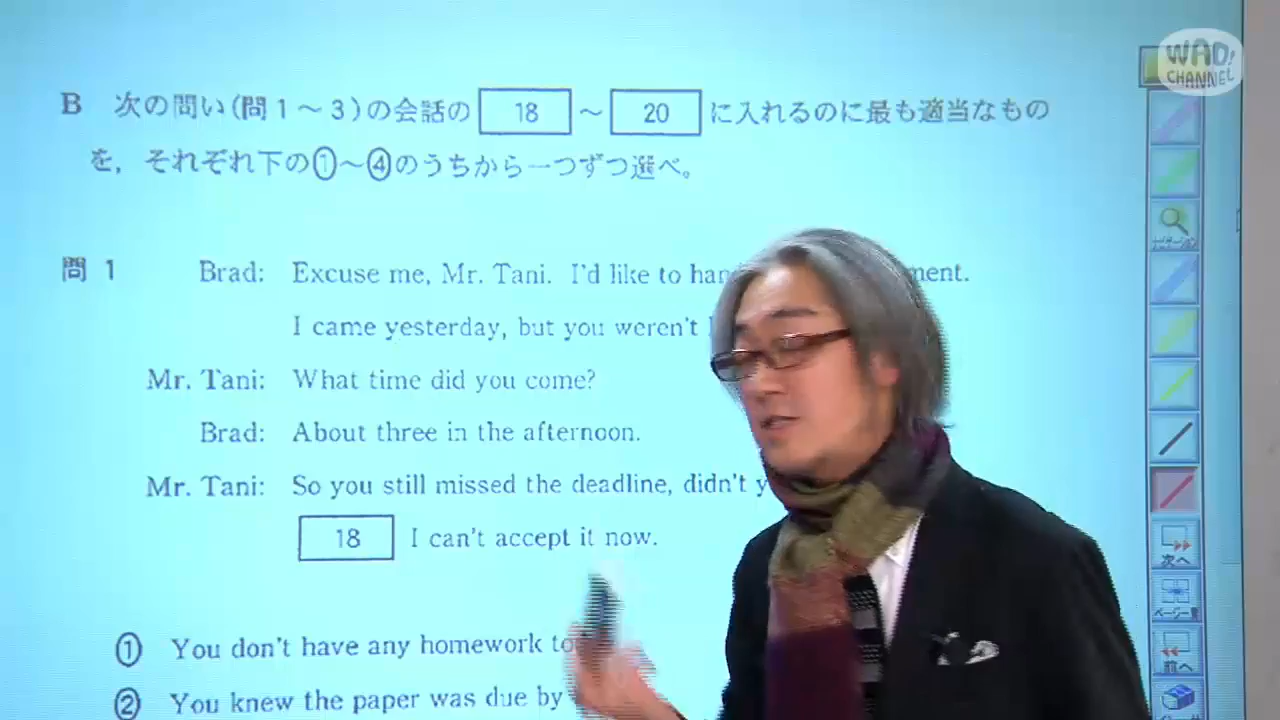 WAD!
CHANNEL
B 次の問い(問1〜3)の会話の 18 〜 20 に入れるのに最も適当なもの
を，それぞれ下の①〜④のうちから一つずつ選べ。
問1 Brad: Excuse me, Mr. Tani. I'd like to
I came yesterday, but you weren't
Mr. Tani: What time did you come?
Brad: About three in the afternoon.
Mr. Tani: So you still missed the deadline, didn't
18 I can't accept it now.
① You don't have any homework
② You knew the paper was due by
次へ
前へ